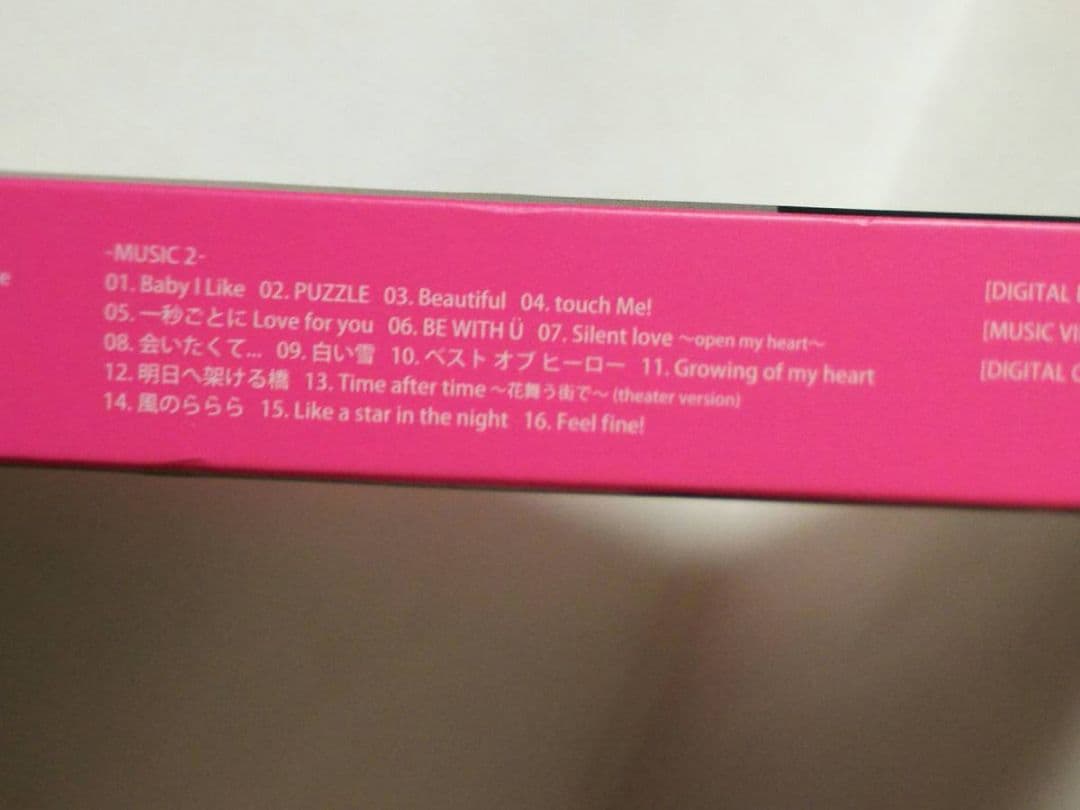 e
-MUSIC 2-
01. Baby I Like 02. PUZZLE 03. Beautiful 04. touch Me!
05. 一秒ごとに Love for you 06. BE WITH Ü 07. Silent love ～open my heart～
08. 会いたくて... 09. 白い雪 10. ベスト オブ ヒーロー 11. Growing of my heart
12. 明日へ架ける橋 13. Time after time ～花舞う街で～ (theater version)
14. 風のららら 15. Like a star in the night 16. Feel fine!
[DIGITAL
[MUSIC VI
[DIGITAL